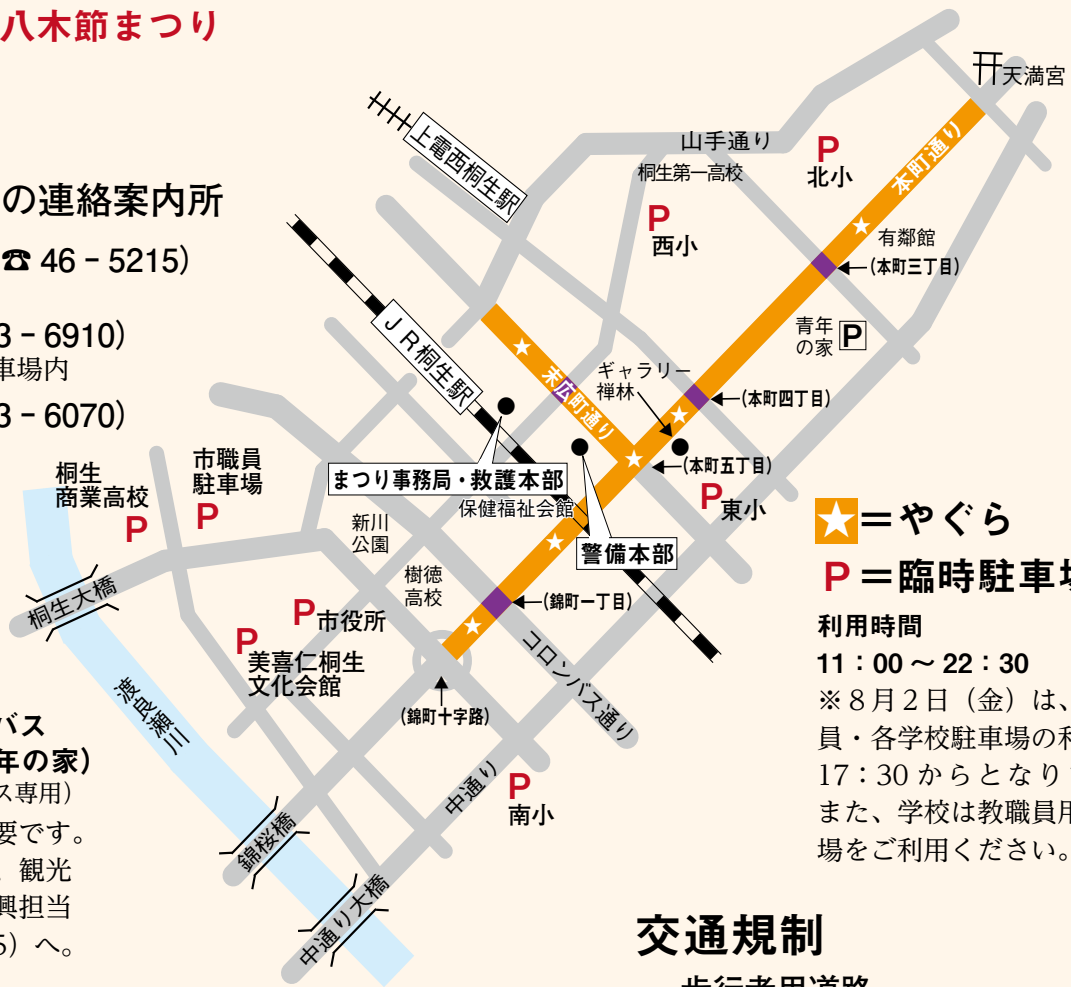 八木節まつり
の連絡案内所
☎ 46－5215）
3－6910）
車場内
3－6070）
天満宮
上電西桐生駅
山手通り
桐生第一高校
P
北小
本町通り
P
西小
有鄰館
（本町三丁目）
JR桐生駅
青年
の家 P
末広町通り
ギャラリー
禅林
（本町四丁目）
（本町五丁目）
まつり事務局・救護本部
保健福祉会館
P東小
桐生
商業高校
P
市職員
駐車場
P
新川
公園
警備本部
樹徳
高校
（錦町一丁目）
桐生大橋
P市役所
P
美喜仁桐生
文化会館
コロンバス通り
渡良瀬川
（錦町十字路）
中通り
P
南小
錦桜橋
中通り大橋
★＝やぐら
P＝臨時駐車場
利用時間
11：00～22：30
※８月２日（金）は、
員・各学校駐車場の利
17：30からとなり
また、学校は教職員用
場をご利用ください。
バス
年の家）
ス専用）
要です。
観光
興担当
5）へ。
交通規制
歩行者用道路